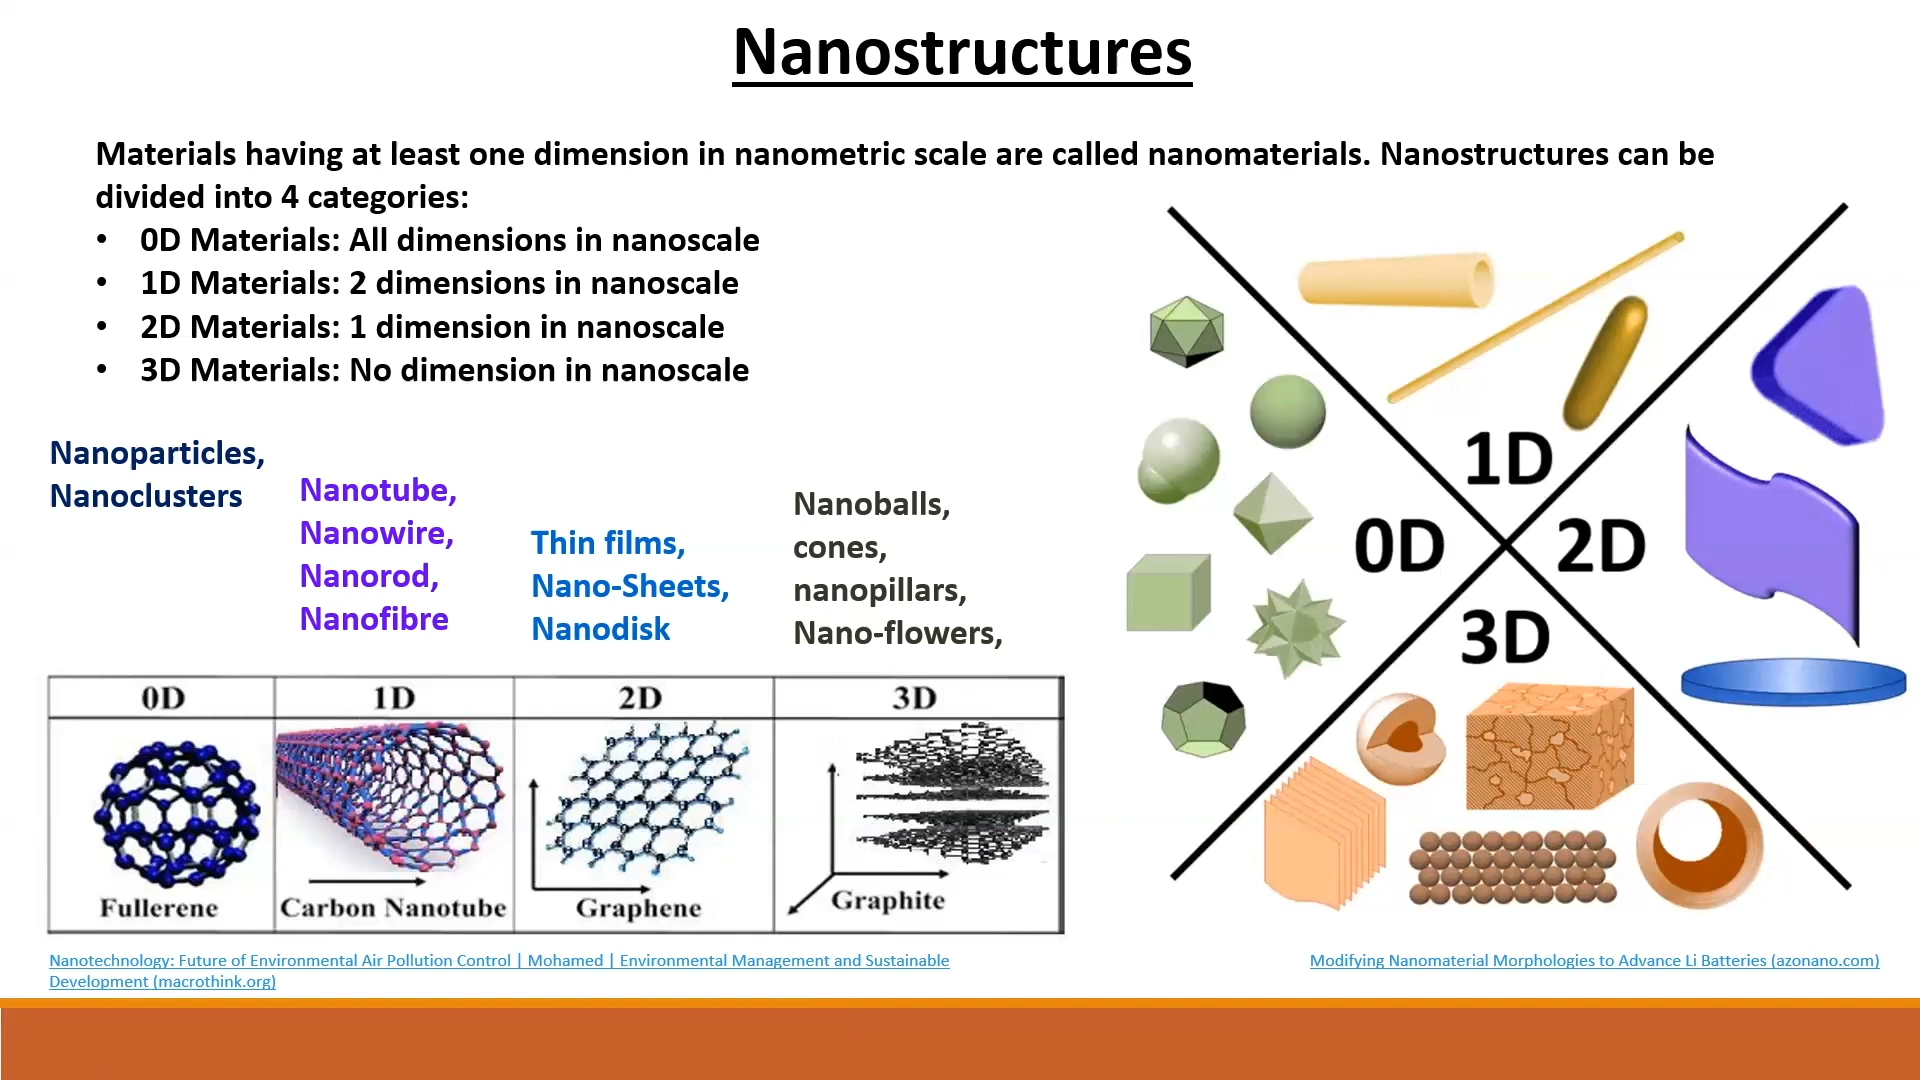 Nanostructures
Materials having at least one dimension in nanometric scale are called nanomaterials. Nanostructures can be
divided into 4 categories:
• 0D Materials: All dimensions in nanoscale
• 1D Materials: 2 dimensions in nanoscale
• 2D Materials: 1 dimension in nanoscale
• 3D Materials: No dimension in nanoscale
Nanoparticles,
Nanoclusters
Nanotube,
Nanowire,
Nanorod,
Nanofibre
Thin films,
Nano-Sheets,
Nanodisk
Nanoballs,
cones,
nanopillars,
Nano-flowers,
0D 1D 2D 3D
Fullerene Carbon Nanotube Graphene Graphite
1D
0D 2D
3D
Nanotechnology: Future of Environmental Air Pollution Control | Mohamed | Environmental Management and Sustainable
Development (macrothink.org)
Modifying Nanomaterial Morphologies to Advance Li Batteries (azonano.com)